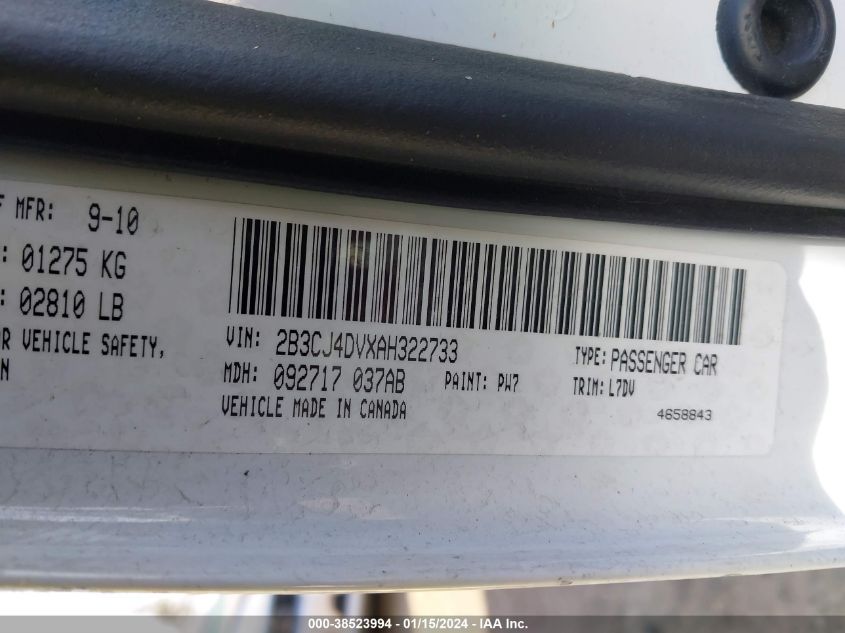 F MFR: 9-10
: 01275 KG
: 02810 LB
R VEHICLE SAFETY,
N
VIN: 2B3CJ4DVXAH322733
TYPE: PASSENGER CAR
MDH: 092717 037AB
PAINT: PW7
TRIM: L7DV
VEHICLE MADE IN CANADA
4658843
000-38523994 - 01/15/2024 - IAA Inc.